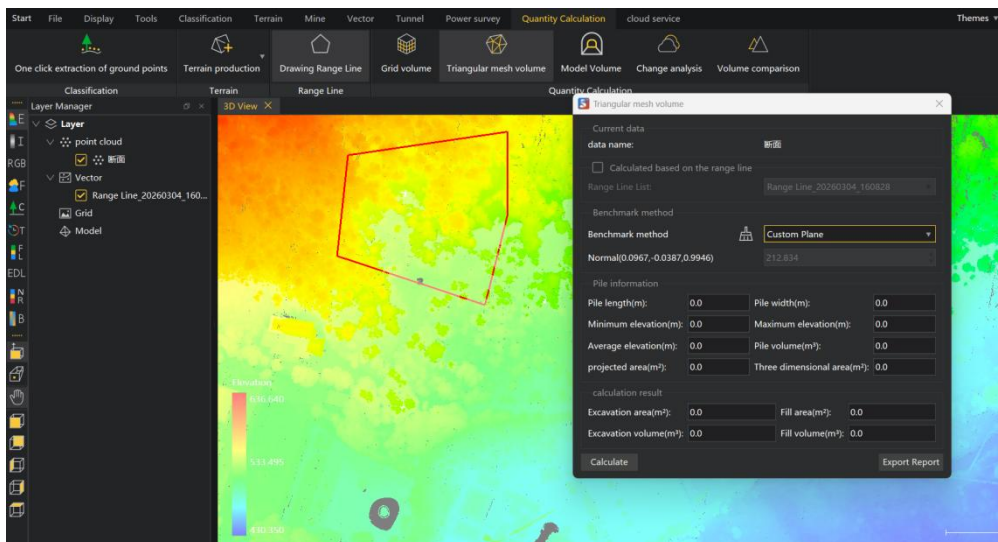 Start File Display Tools Classification Terrain Mine Vector Tunnel Power survey Quantity Calculation cloud service Themes
One click extraction of ground points Terrain production Drawing Range Line Grid volume Triangular mesh volume Model Volume Change analysis Volume comparison
Classification Terrain Range Line Quantity Calculation
Layer Manager
3D View
Triangular mesh volume
E
Layer
Current data
I
point cloud
data name: 断面
RGB
断面
Calculated based on the range line
F
Vector
Range Line List: Range Line_20260304_160828
C
Range Line_20260304_160...
Benchmark method
T
Grid
Benchmark method Custom Plane
F
L
Model
Normal(0.0967,-0.0387,0.9946) 212.834
EDL
Pile information
N
R
Pile length(m): 0.0 Pile width(m): 0.0
B
Minimum elevation(m): 0.0 Maximum elevation(m): 0.0
Average elevation(m): 0.0 Pile volume(m³): 0.0
projected area(m²): 0.0 Three dimensional area(m²): 0.0
Elevation
636.640
calculation result
Excavation area(m²): 0.0 Fill area(m²): 0.0
Excavation volume(m³): 0.0 Fill volume(m³): 0.0
533.495
Calculate Export Report
430.350